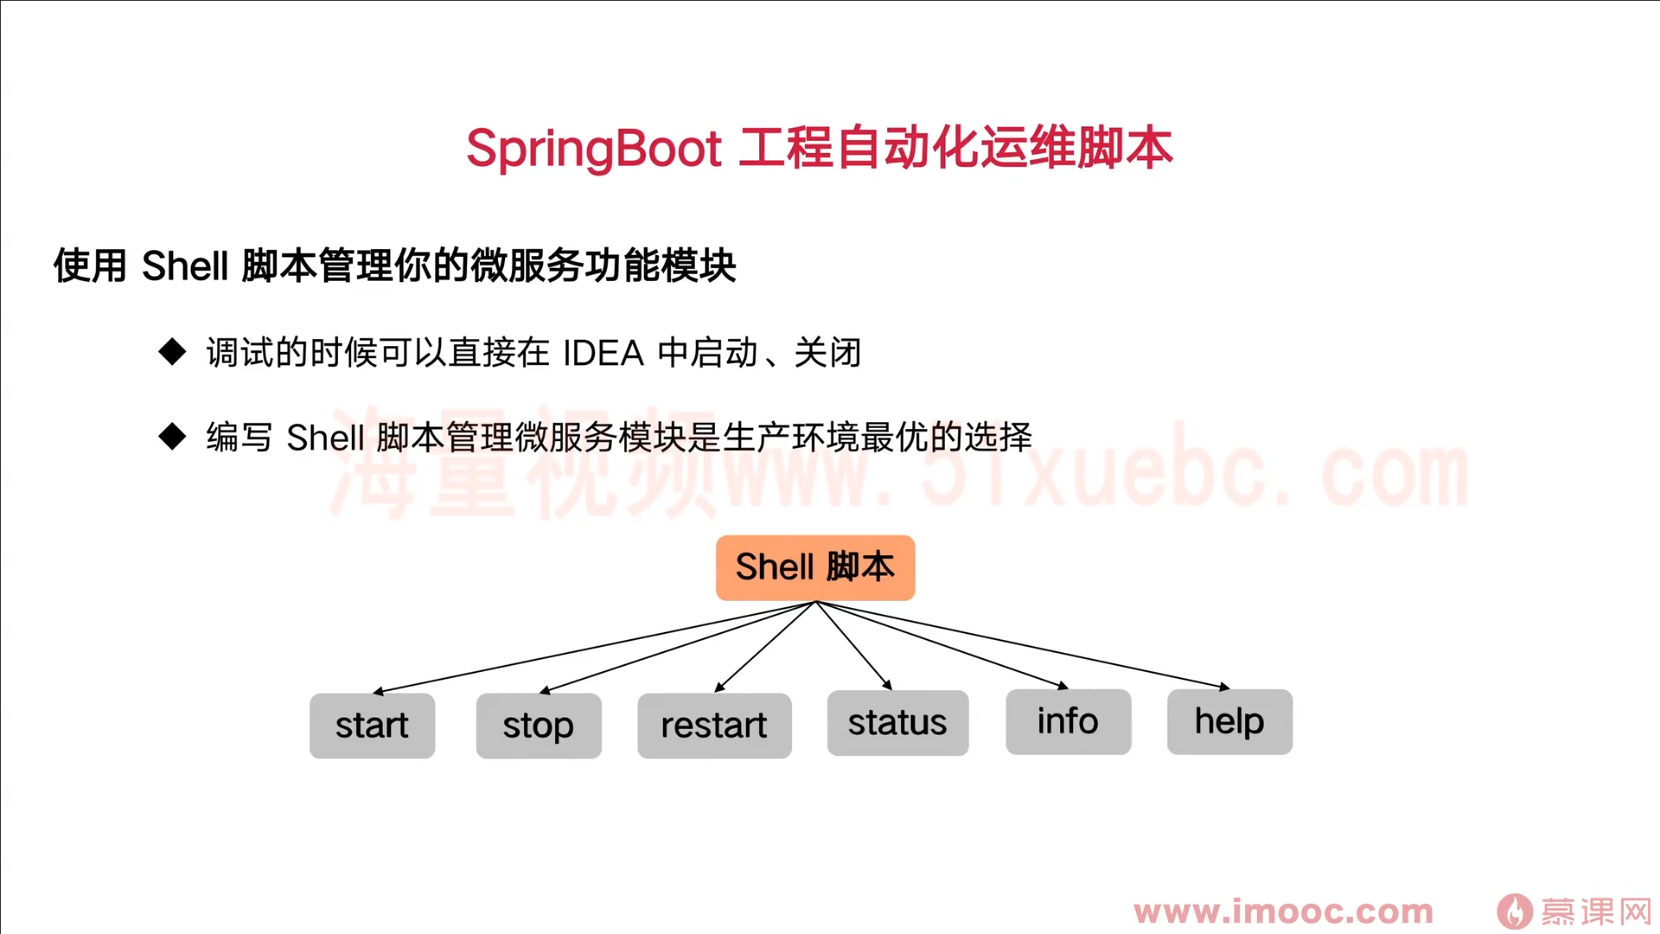 SpringBoot 工程自动化运维脚本
使用 Shell 脚本管理你的微服务功能模块
◆ 调试的时候可以直接在 IDEA 中启动、关闭
◆ 编写 Shell 脚本管理微服务模块是生产环境最优的选择
海量视频www.51xuebc.com
Shell 脚本
start stop restart status info help
www.imooc.com 慕课网